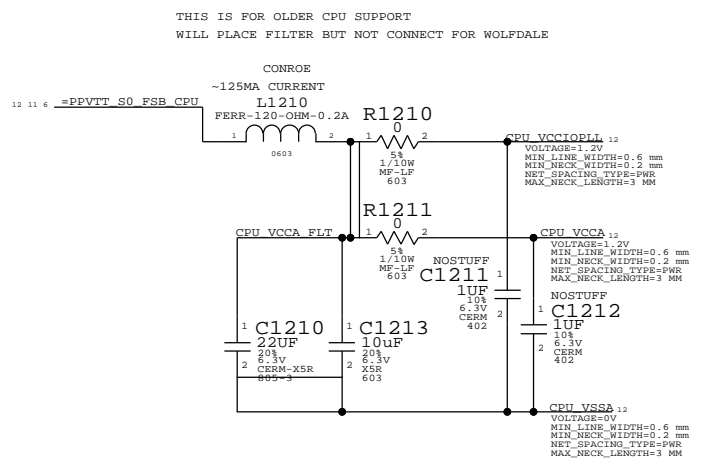 THIS IS FOR OLDER CPU SUPPORT
WILL PLACE FILTER BUT NOT CONNECT FOR WOLFDALE
CONROE
~125MA CURRENT
12 11 6 =PPVTT_S0_FSB_CPU
L1210
FERR-120-OHM-0.2A
1 2
0603
R1210
0
1 2
5%
1/10W
MF-LF
603
CPU_VCCIOPLL 12
VOLTAGE=1.2V
MIN_LINE_WIDTH=0.6 mm
MIN_NECK_WIDTH=0.2 mm
NET_SPACING_TYPE=PWR
MAX_NECK_LENGTH=3 MM
CPU_VCCA_FLT
R1211
0
1 2
5%
1/10W
MF-LF
603
CPU_VCCA 12
VOLTAGE=1.2V
MIN_LINE_WIDTH=0.6 mm
MIN_NECK_WIDTH=0.2 mm
NET_SPACING_TYPE=PWR
MAX_NECK_LENGTH=3 MM
NOSTUFF
C1211
1
1UF
10%
6.3V
CERM
402
2
NOSTUFF
C1212
1
1UF
10%
6.3V
CERM
402
2
1
C1210
22UF
20%
6.3V
CERM-X5R
805-3
2
1
C1213
10uF
20%
6.3V
X5R
603
2
CPU_VSSA 12
VOLTAGE=0V
MIN_LINE_WIDTH=0.6 mm
MIN_NECK_WIDTH=0.2 mm
NET_SPACING_TYPE=PWR
MAX_NECK_LENGTH=3 MM